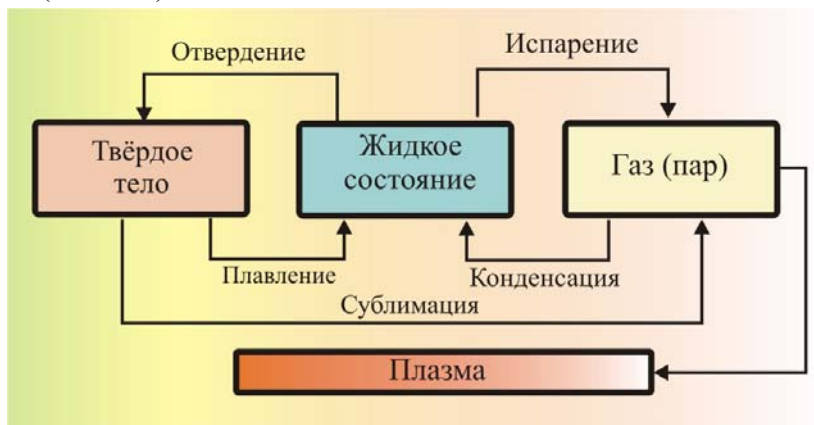 Отвердение
Испарение
Твёрдое
тело
Жидкое
состояние
Газ (пар)
Плавление
Конденсация
Сублимация
Плазма